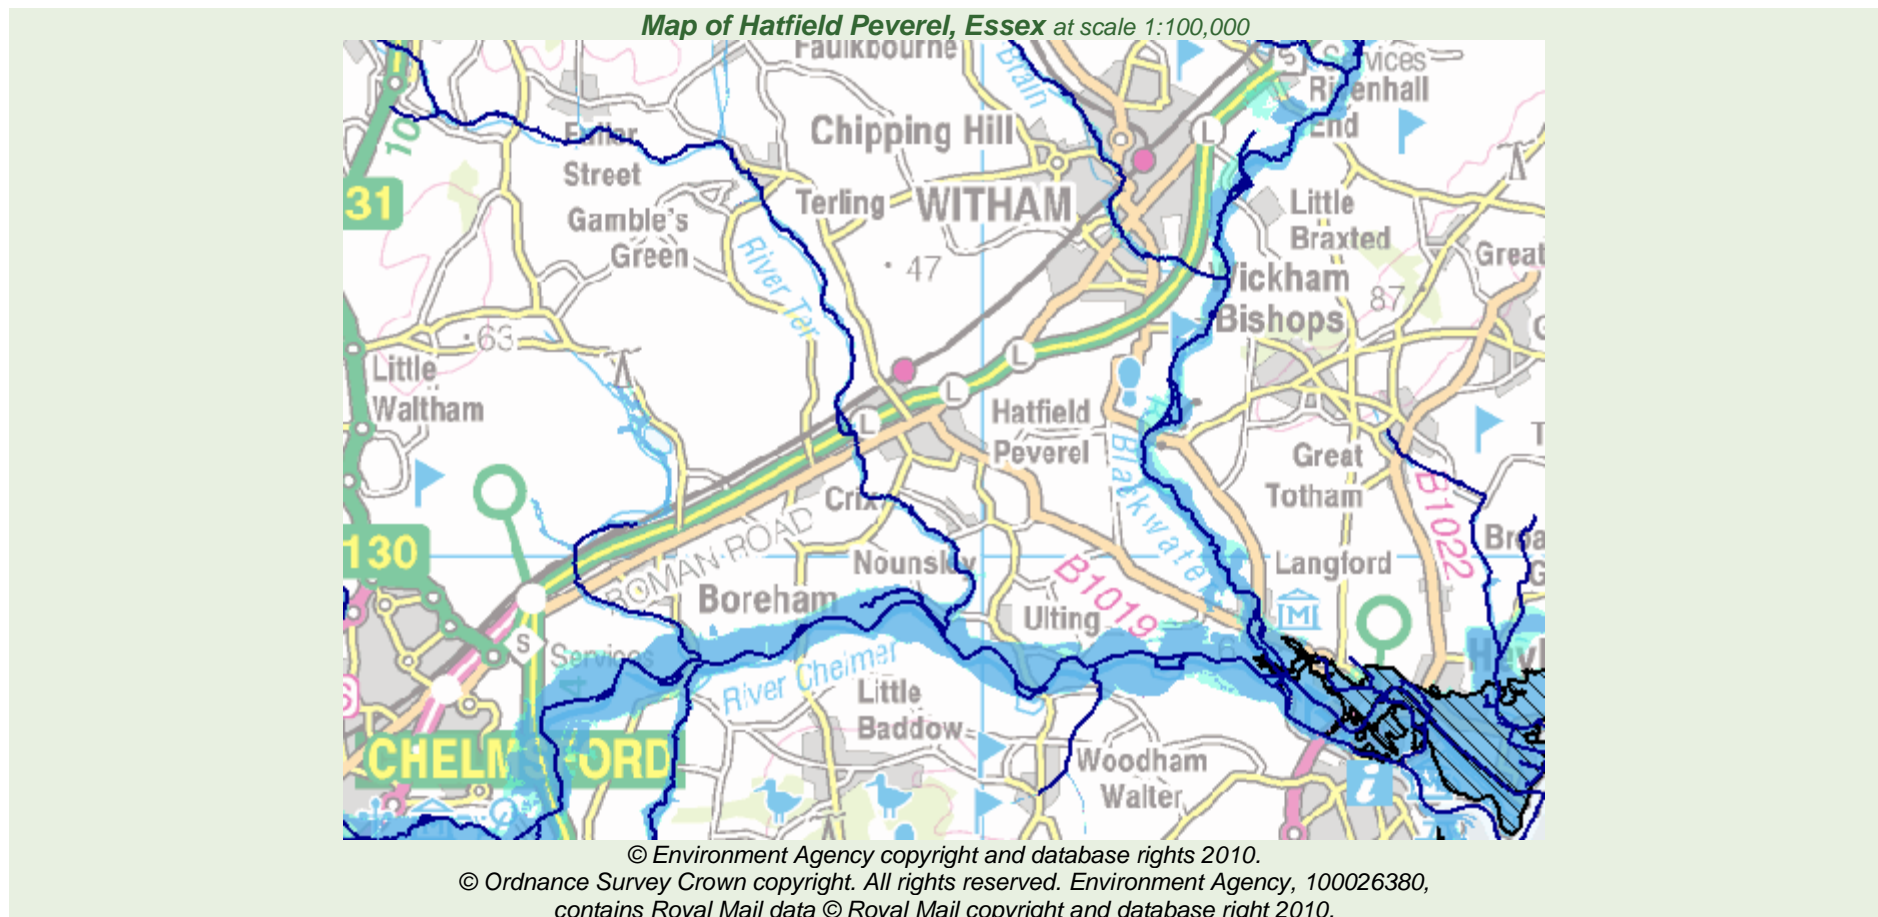 Map of Hatfield Peverel, Essex at scale 1:100,000
Faulkbourne
Brain
S
Chipping Hill
End
L
10
Street
31
Terling
WITHAM
Little
Braxted
Gamble's
Green
River Ter
47
Great
Bishops
87
63
L
Little
Waltham
L
L
Hatfield
Peverel
Great
Totham
B1022
Crix
ROMAN ROAD
130
Langford
B1019
Boreham
Ulting
S
Services
River Chelmer
Little
Baddow
Woodham
Walter
i
M
© Environment Agency copyright and database rights 2010.
© Ordnance Survey Crown copyright. All rights reserved. Environment Agency, 100026380,
contains Royal Mail data © Royal Mail copyright and database right 2010.